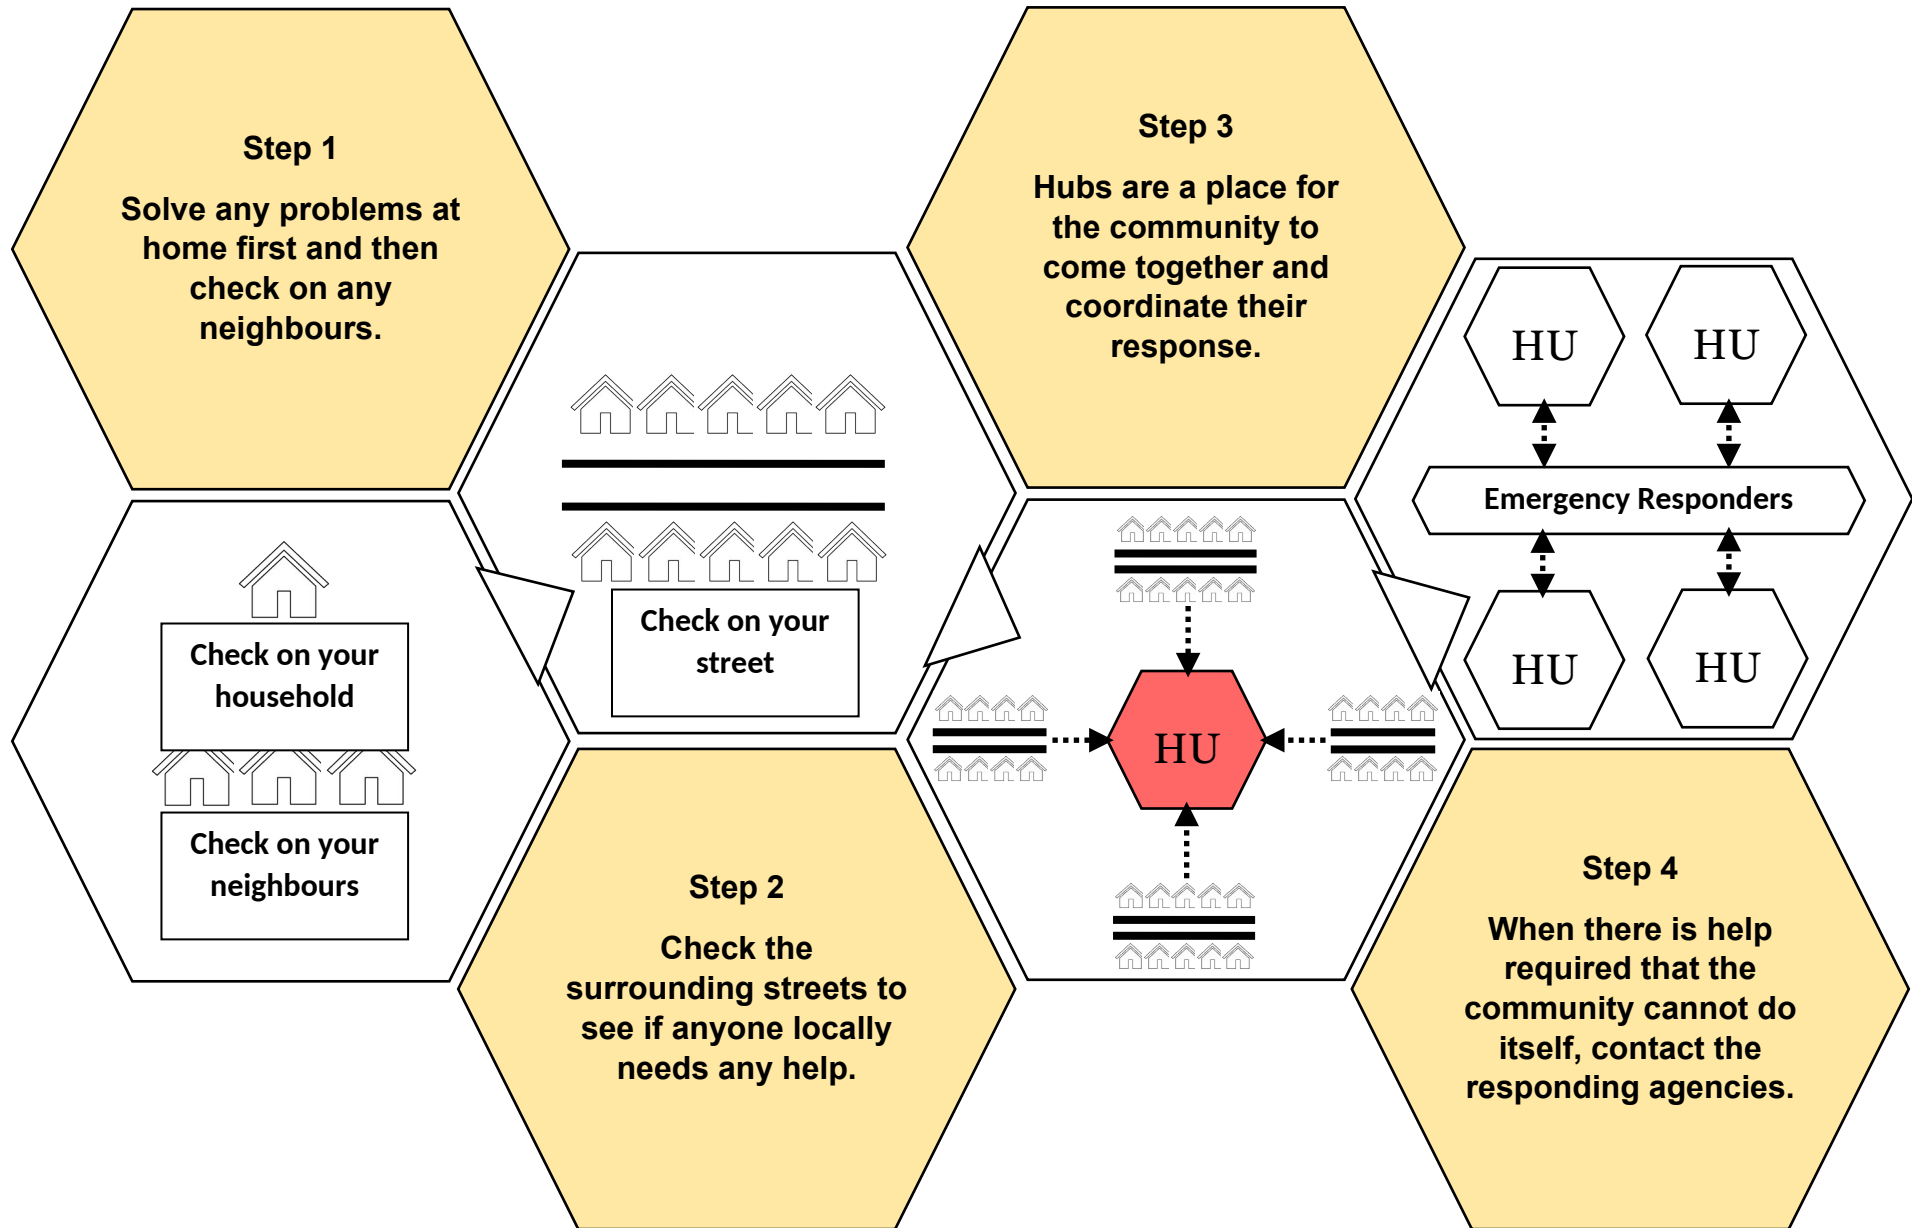 Step 1
Solve any problems at
home first and then
check on any
neighbours.
Check on your
household
Check on your
neighbours
Check on your
street
Step 2
Check the
surrounding streets to
see if anyone locally
needs any help.
Step 3
Hubs are a place for
the community to
come together and
coordinate their
response.
HU
HU
HU
Emergency Responders
HU
HU
Step 4
When there is help
required that the
community cannot do
itself, contact the
responding agencies.